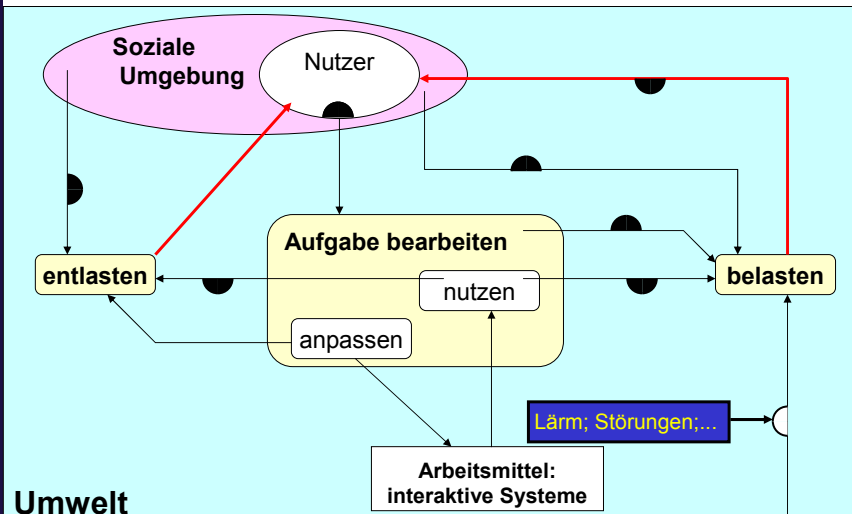 Soziale
Umgebung
Nutzer
Aufgabe bearbeiten
entlasten
nutzen
belasten
anpassen
Lärm; Störungen;...
Arbeitsmittel:
interaktive Systeme
Umwelt